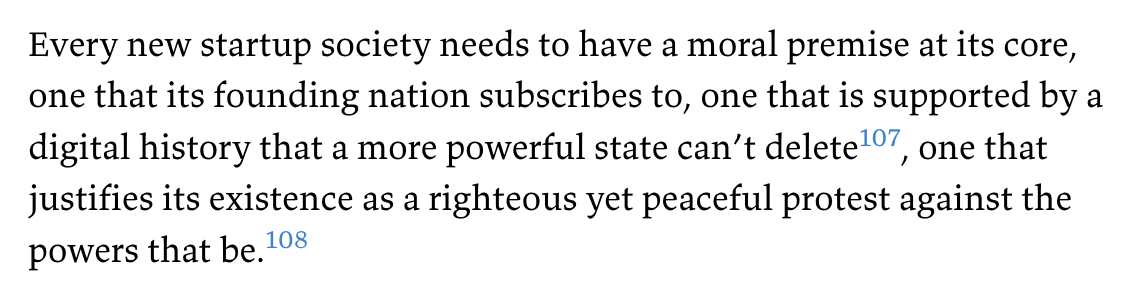 Every new startup society needs to have a moral premise at its core,
one that its founding nation subscribes to, one that is supported by a
digital history that a more powerful state can’t delete107, one that
justifies its existence as a righteous yet peaceful protest against the
powers that be.108